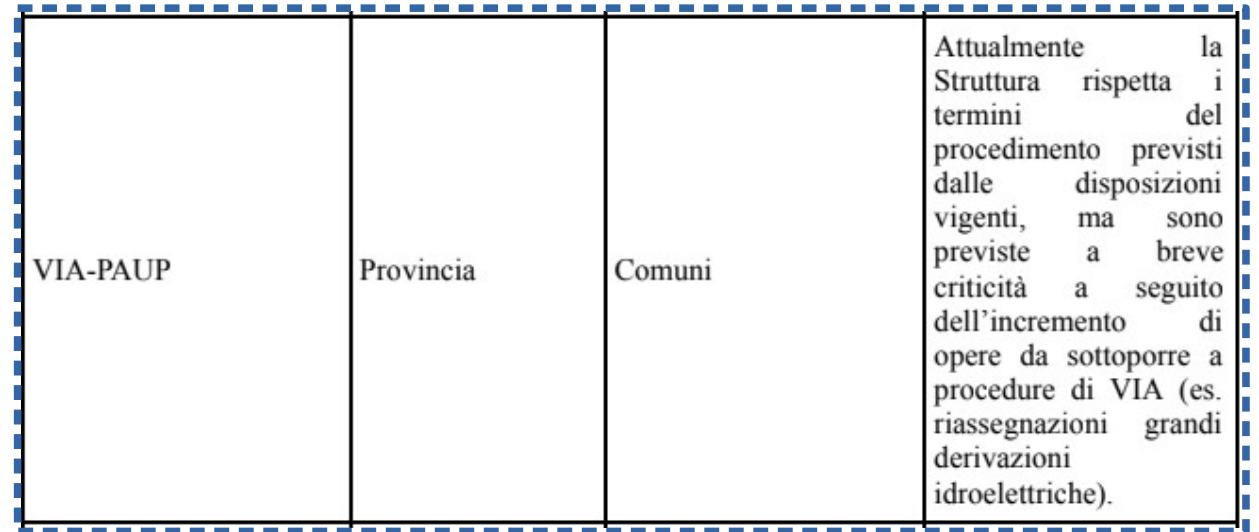 VIA-PAUP
Provincia
Comuni
Attualmente la
Struttura rispetta i
termini del
procedimento previsti
dalle disposizioni
vigenti, ma sono
previste a breve
criticità a seguito
dell’incremento di
opere da sottoporre a
procedure di VIA (es.
riassegnazioni grandi
derivazioni
idroelettriche).